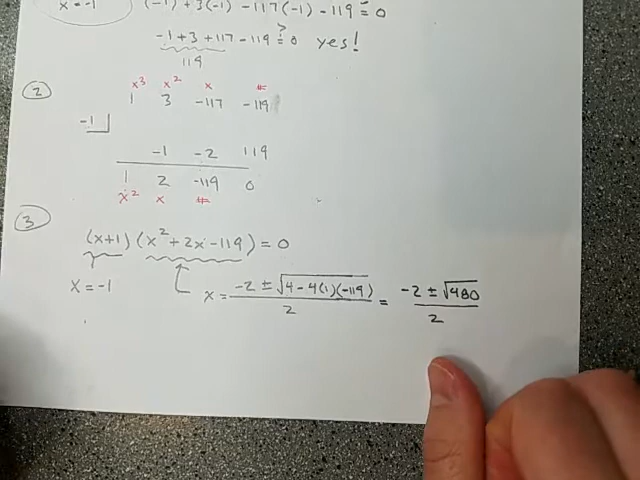 x = -1 (-1) + 3(-1) - 117(-1) - 119 ?= 0
-1 + 3 + 117 - 119 ?= 0 yes!
119
2
x³ x² x #
1 3 -117 -119
-1
-1 -2 119
1 2 -119 0
x² x #
3
(x+1) (x² + 2x - 119) = 0
x = -1 x = -2 ± √4 - 4(1)(-119) / 2 = -2 ± √480 / 2